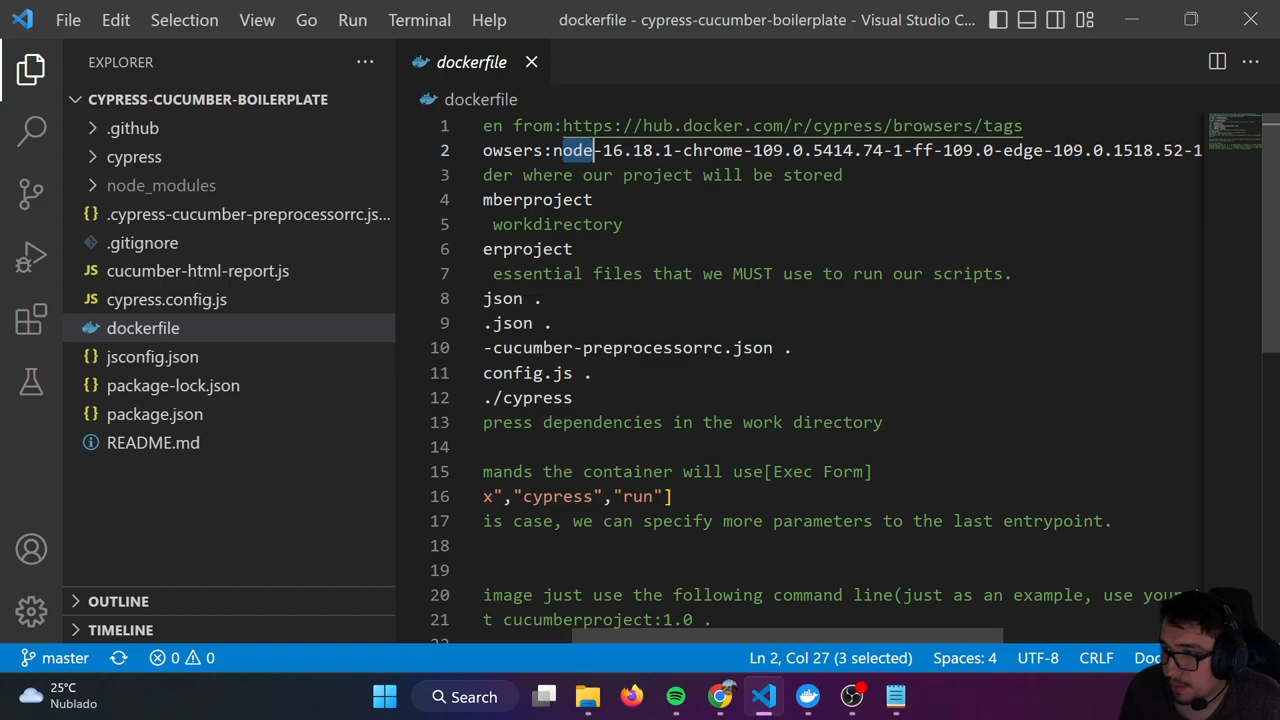 File Edit Selection View Go Run Terminal Help dockerfile - cypress-cucumber-boilerplate - Visual Studio C...
EXPLORER
CYPRESS-CUCUMBER-BOILERPLATE
.github
cypress
node_modules
.cypress-cucumber-preprocessorrc.js...
.gitignore
JS cucumber-html-report.js
JS cypress.config.js
dockerfile
jsconfig.json
package-lock.json
package.json
README.md
OUTLINE
TIMELINE
dockerfile
dockerfile
1 en from:https://hub.docker.com/r/cypress/browsers/tags
2 owsers:node-16.18.1-chrome-109.0.5414.74-1-ff-109.0-edge-109.0.1518.52-1
3 der where our project will be stored
4 mberproject
5 workdirectory
6 erproject
7 essential files that we MUST use to run our scripts.
8 json .
9 .json .
10 -cucumber-preprocessorrc.json .
11 config.js .
12 ./cypress
13 press dependencies in the work directory
14
15 mands the container will use[Exec Form]
16 x","cypress","run"]
17 is case, we can specify more parameters to the last entrypoint.
18
19
20 image just use the following command line(just as an example, use your
21 t cucumberproject:1.0 .
master 0 0 Ln 2, Col 27 (3 selected) Spaces: 4 UTF-8 CRLF
25°C
Nublado
Search